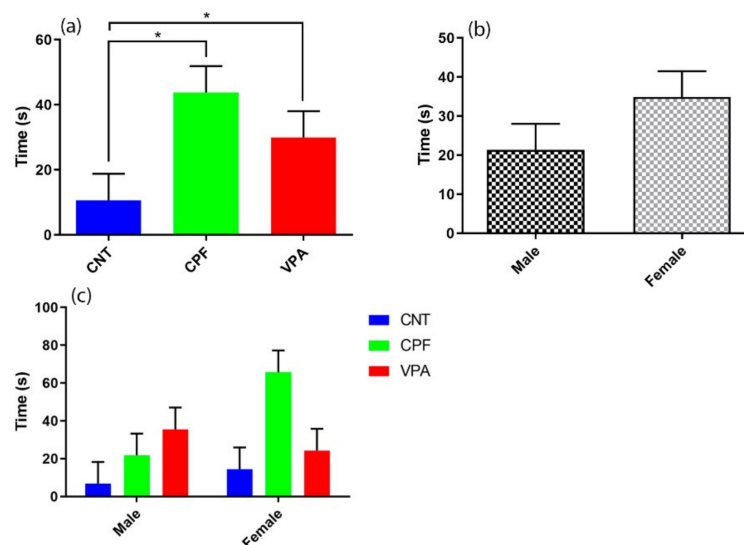 (a)
*
*
60
40
20
0
Time (s)
CNT
CPF
VPA
(b)
50
40
30
20
10
0
Time (s)
Male
Female
(c)
100
80
60
40
20
0
Time (s)
Male
Female
CNT
CPF
VPA